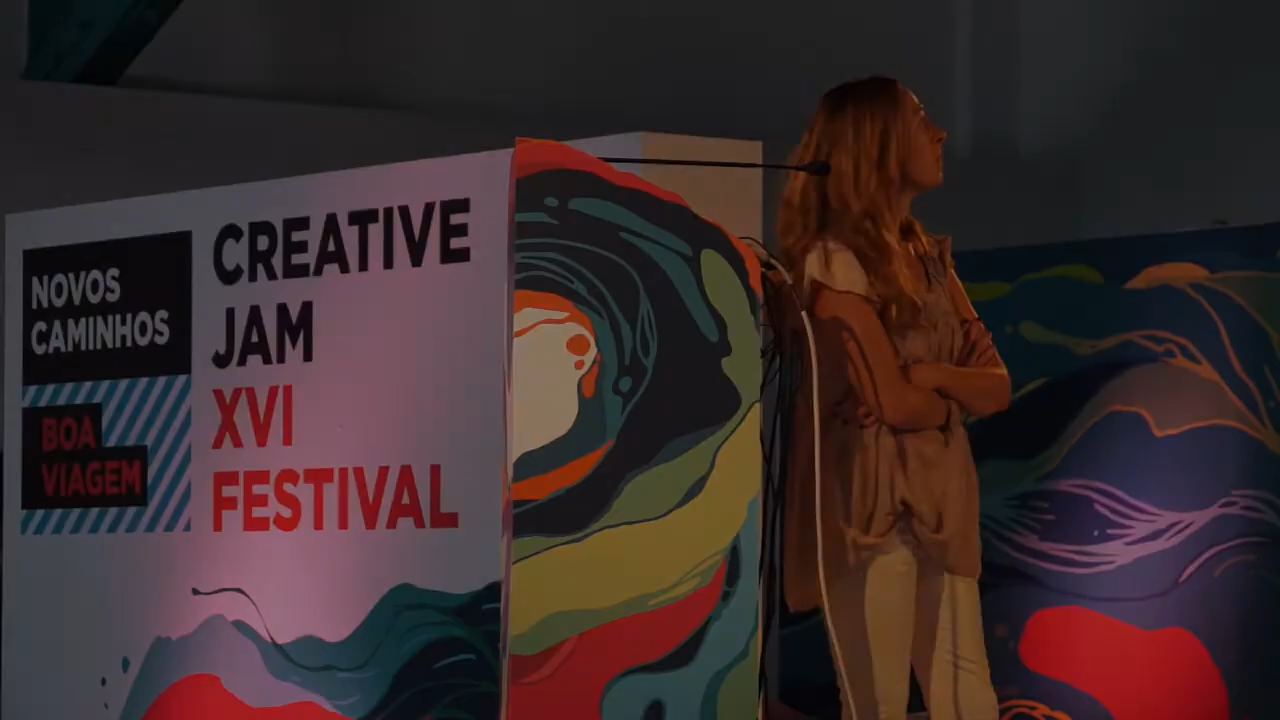 NOVOS
CAMINHOS
BOA
VIAGEM
CREATIVE
JAM
XVI
FESTIVAL